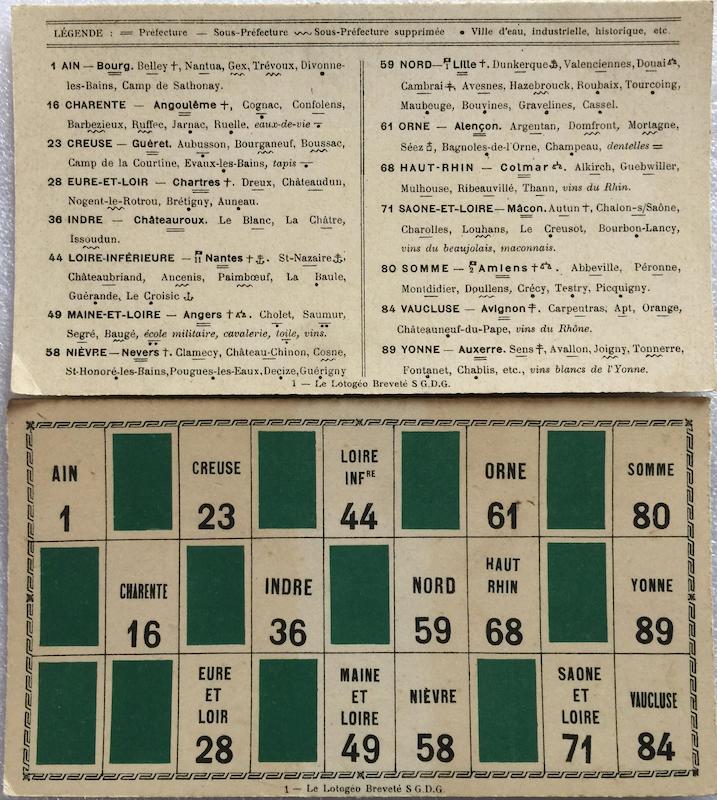 LÉGENDE : = Préfecture — Sous-Préfecture Sous-Préfecture supprimée • Ville d'eau, industrielle, historique, etc.
1 AIN — Bourg. Belley †, Nantua, Gex, Trévoux, Divonne-
les-Bains, Camp de Sathonay.
16 CHARENTE — Angoulême †, Cognac, Confolens,
Barbezieux, Ruffec, Jarnac, Ruelle, eaux-de-vie
23 CREUSE — Guéret. Aubusson, Bourganeuf, Boussac,
Camp de la Courtine, Evaux-les-Bains, tapis
28 EURE-ET-LOIR — Chartres †. Dreux, Châteaudun,
Nogent-le-Rotrou, Brétigny, Auneau.
36 INDRE — Châteauroux. Le Blanc, La Châtre,
Issoudun.
44 LOIRE-INFÉRIEURE — 11 Nantes † ⚓. St-Nazaire ⚓,
Châteaubriand, Ancenis, Paimbœuf, La Baule,
Guérande, Le Croisic ⚓
49 MAINE-ET-LOIRE — Angers †. Cholet, Saumur,
Segré, Baugé, école militaire, cavalerie, toile, vins.
58 NIÈVRE — Nevers †. Clamecy, Château-Chinon, Cosne,
St-Honoré-les-Bains, Pougues-les-Eaux, Decize, Guérigny
59 NORD — 1 Lille †. Dunkerque ⚓, Valenciennes, Douai,
Cambrai, Avesnes, Hazebrouck, Roubaix, Tourcoing,
Maubeuge, Bouvines, Gravelines, Cassel.
61 ORNE — Alençon. Argentan, Domfront, Mortagne,
Séez, Bagnoles-de-l'Orne, Champeau, dentelles =
68 HAUT-RHIN — Colmar. Alkirch, Guebwiller,
Mulhouse, Ribeauvillé, Thann, vins du Rhin.
71 SAONE-ET-LOIRE — Mâcon. Autun †, Chalon-s/Saône,
Charolles, Louhans, Le Creusot, Bourbon-Lancy,
vins du beaujolais, maconnais.
80 SOMME — 2 Amiens †. Abbeville, Péronne,
Montdidier, Doullens, Crécy, Testry, Picquigny.
84 VAUCLUSE — Avignon. Carpentras, Apt, Orange,
Châteauneuf-du-Pape, vins du Rhône.
89 YONNE — Auxerre. Sens, Avallon, Joigny, Tonnerre,
Fontanet, Chablis, etc., vins blancs de l'Yonne.
1 — Le Lotogéo Breveté S G.D.G.
AIN 1
CREUSE 23
LOIRE INFRE 44
ORNE 61
SOMME 80
CHARENTE 16
INDRE 36
NORD 59
HAUT RHIN 68
YONNE 89
EURE ET LOIR 28
MAINE ET LOIRE 49
NIÈVRE 58
SAONE ET LOIRE 71
VAUCLUSE 84
1 — Le Lotogéo Breveté S G.D.G.